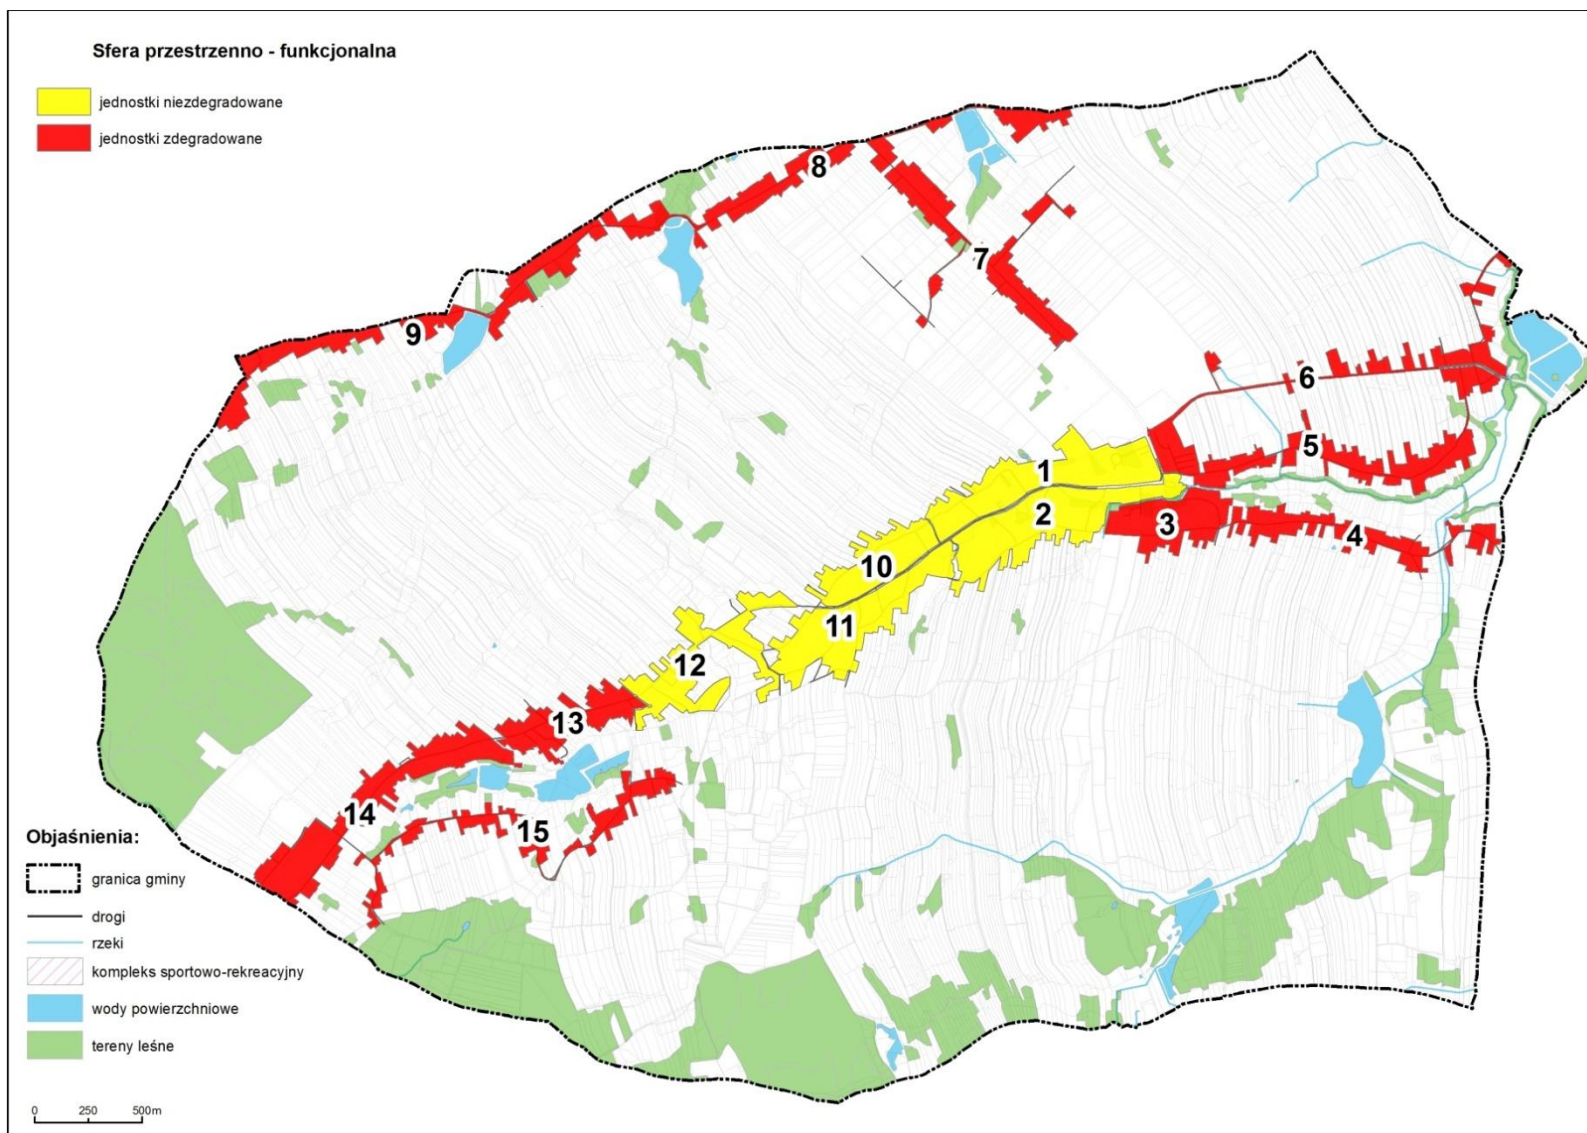 Sfera przestrzenno - funkcjonalna
jednostki niezdegradowane
jednostki zdegradowane
8
7
9
6
5
1
2
3
4
10
11
12
13
14
15
Objaśnienia:
granica gminy
drogi
rzeki
kompleks sportowo-rekreacyjny
wody powierzchniowe
tereny leśne
0 250 500m